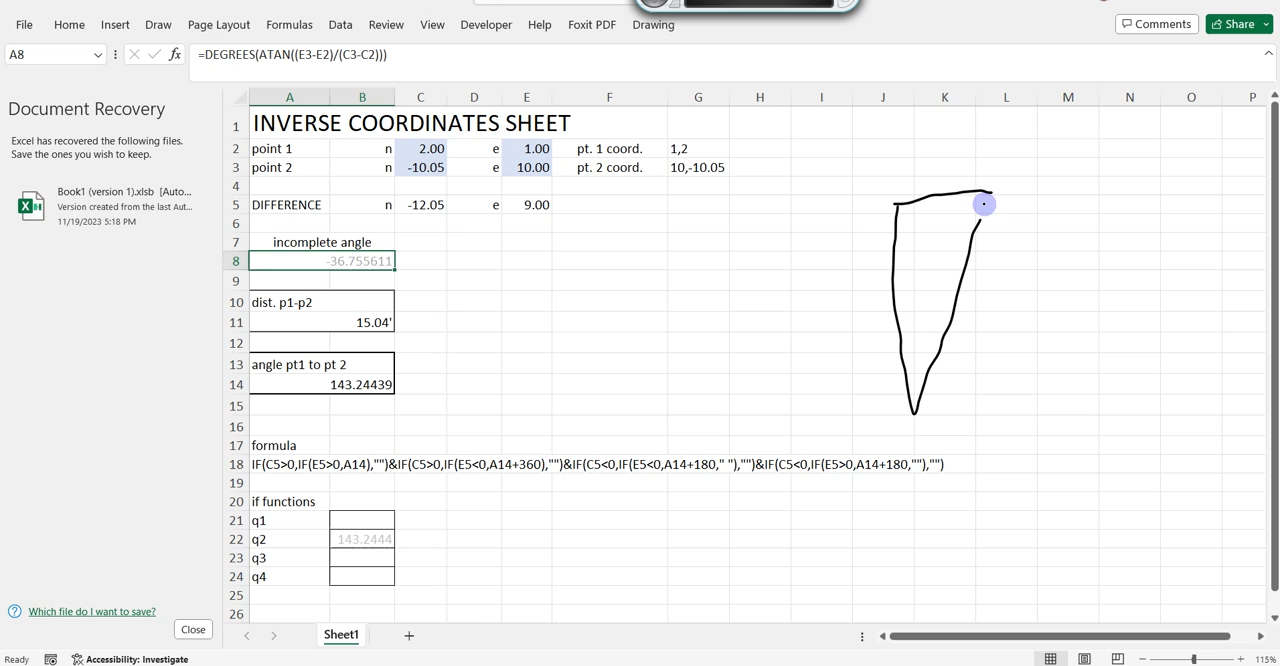 File Home Insert Draw Page Layout Formulas Data Review View Developer Help Foxit PDF Drawing Comments Share
A8 fx =DEGREES(ATAN((E3-E2)/(C3-C2)))
Document Recovery
Excel has recovered the following files.
Save the ones you wish to keep.
Book1 (version 1).xlsb [Auto...
Version created from the last Aut...
11/19/2023 5:18 PM
Which file do I want to save?
Close
A B C D E F G H I J K L M N O P
1 INVERSE COORDINATES SHEET
2 point 1 n 2.00 e 1.00 pt. 1 coord. 1,2
3 point 2 n -10.05 e 10.00 pt. 2 coord. 10,-10.05
4
5 DIFFERENCE n -12.05 e 9.00
6
7 incomplete angle
8 -36.755611
9
10 dist. p1-p2
11 15.04'
12
13 angle pt1 to pt 2
14 143.24439
15
16
17 formula
18 IF(C5>0,IF(E5>0,A14),"")&IF(C5>0,IF(E5<0,A14+360),"")&IF(C5<0,IF(E5<0,A14+180," "),"")&IF(C5<0,IF(E5>0,A14+180,""),"")
19
20 if functions
21 q1
22 q2 143.2444
23 q3
24 q4
25
26
Sheet1
Ready Accessibility: Investigate 115%